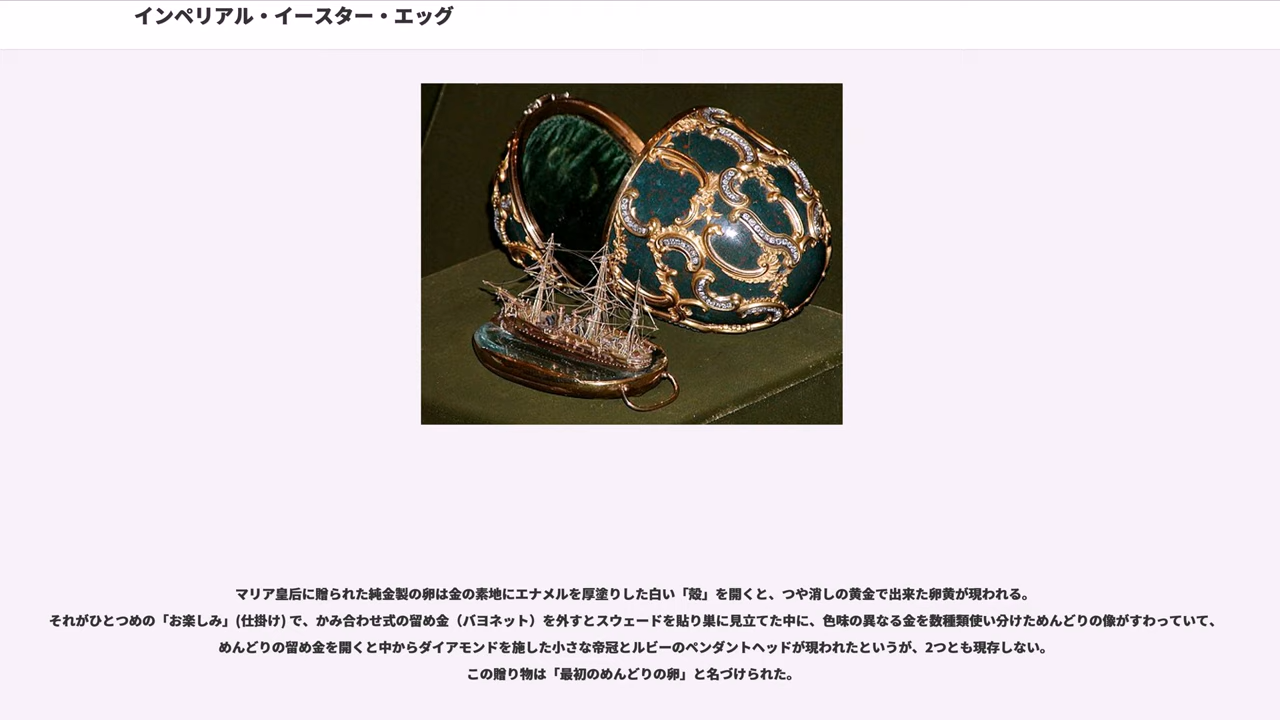 インペリアル・イースター・エッグ
マリア皇后に贈られた純金製の卵は金の素地にエナメルを厚塗りした白い「殻」を開くと、つや消しの黄金で出来た卵黄が現われる。
それがひとつめの「お楽しみ」(仕掛け) で、かみ合わせ式の留め金（バヨネット）を外すとスウェードを貼り巣に見立てた中に、色味の異なる金を数種類使い分けためんどりの像がすわっていて、
めんどりの留め金を開くと中からダイアモンドを施した小さな帝冠とルビーのペンダントヘッドが現われたというが、2つとも現存しない。
この贈り物は「最初のめんどりの卵」と名づけられた。